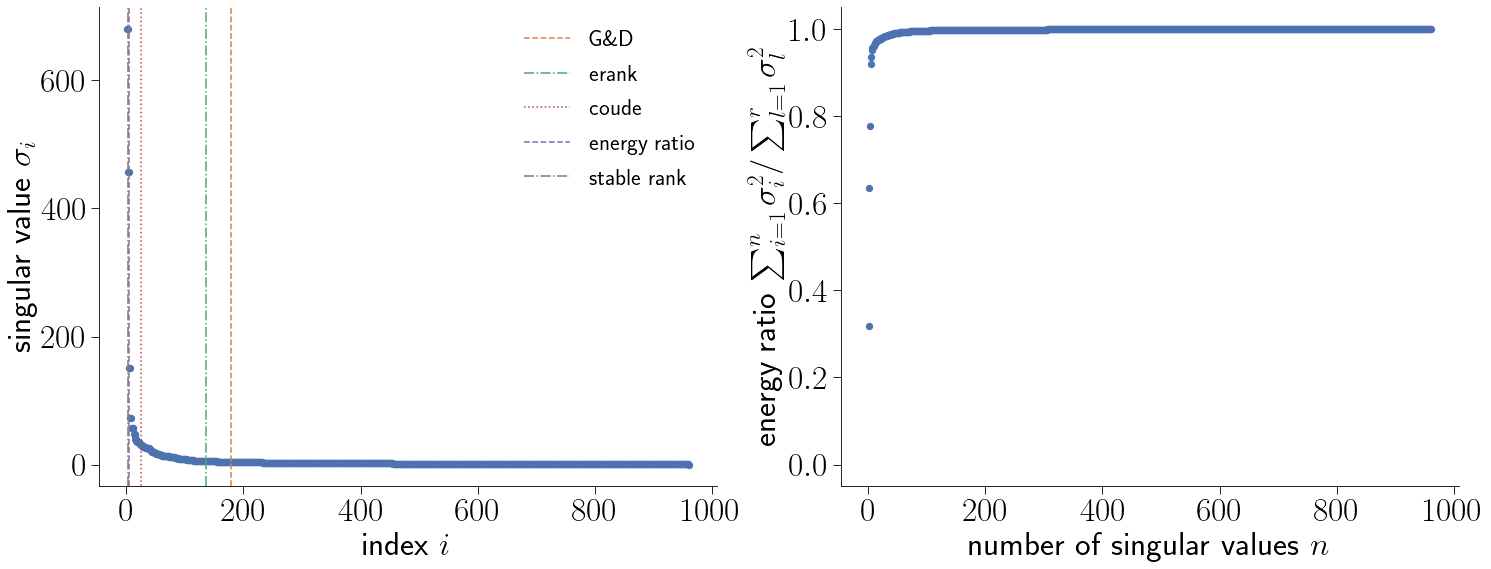 singular value σ_i
600
400
200
0
0 200 400 600 800 1000
index i
G&D
erank
coude
energy ratio
stable rank
energy ratio ∑_{i=1}^{n} σ_i^2 / ∑_{l=1}^{r} σ_l^2
1.0
0.8
0.6
0.4
0.2
0.0
0 200 400 600 800 1000
number of singular values n